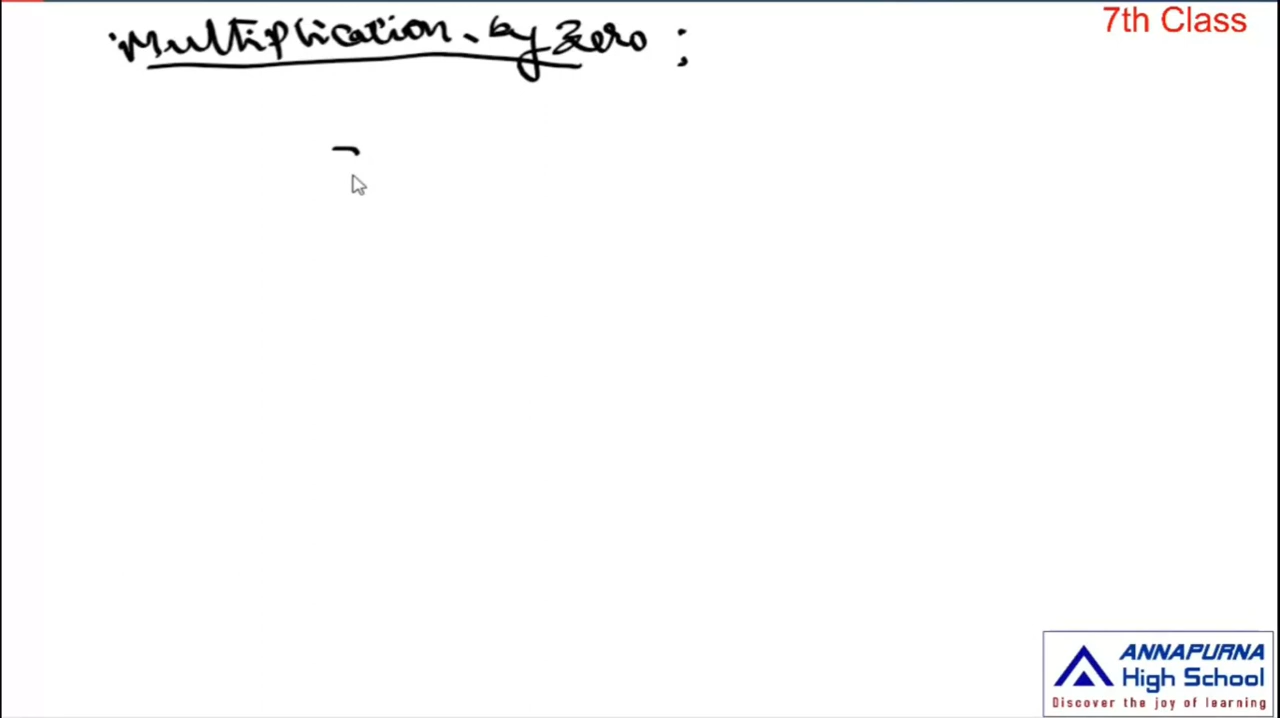 7th Class
Multiplication. by Zero :
ANNAPURNA
High School
Discover the joy of learning